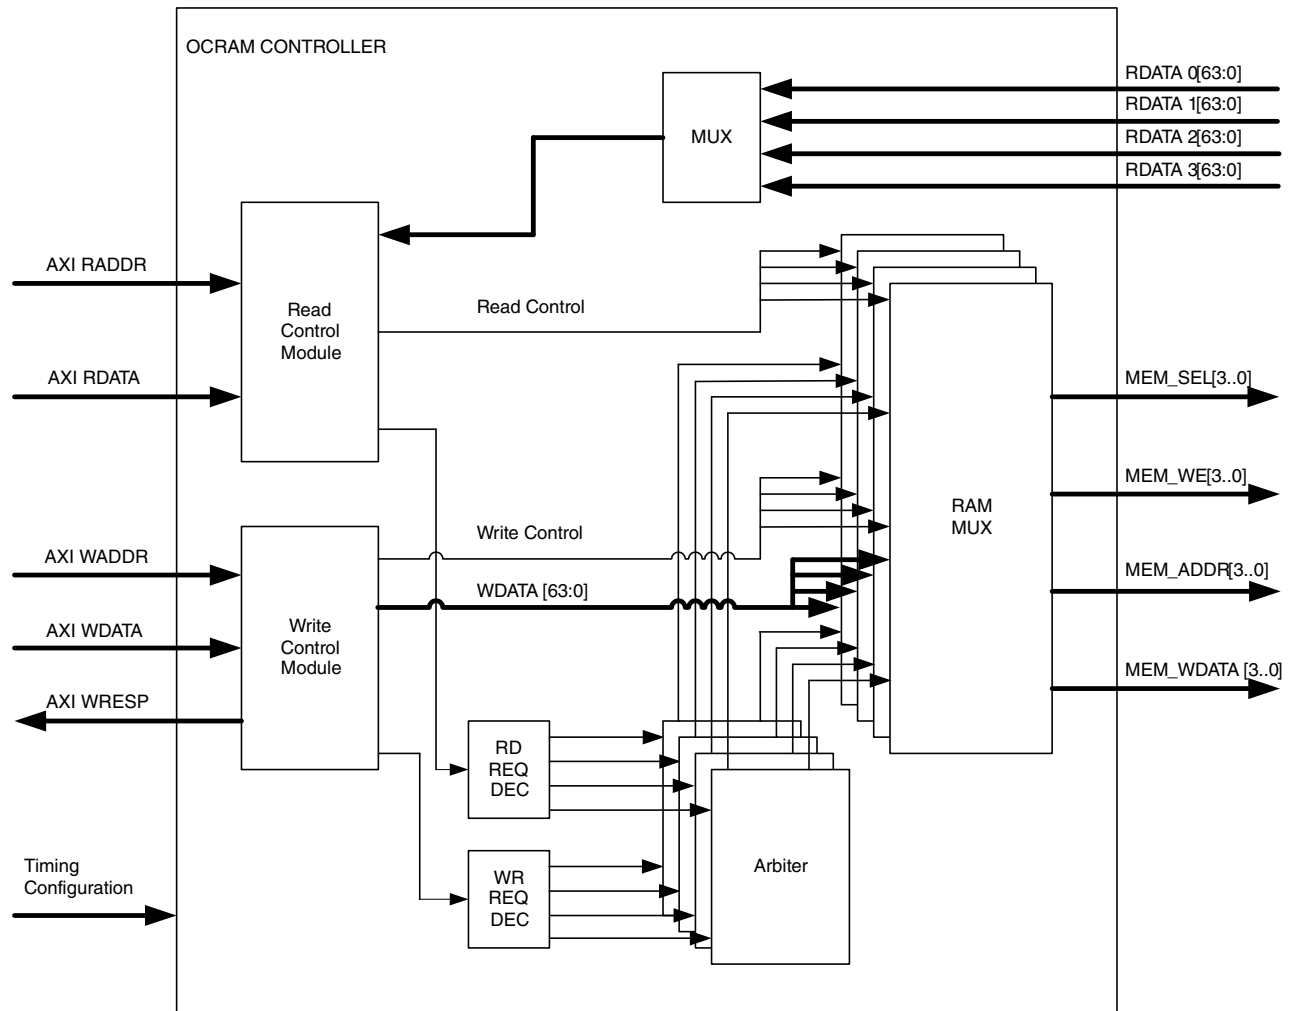 OCRAM CONTROLLER
RDATA 0[63:0]
RDATA 1[63:0]
RDATA 2[63:0]
RDATA 3[63:0]
MUX
AXI RADDR
AXI RDATA
Read
Control
Module
Read Control
MEM_SEL[3..0]
MEM_WE[3..0]
MEM_ADDR[3..0]
MEM_WDATA [3..0]
RAM
MUX
Write Control
WDATA [63:0]
AXI WADDR
AXI WDATA
AXI WRESP
Write
Control
Module
RD
REQ
DEC
WR
REQ
DEC
Arbiter
Timing
Configuration